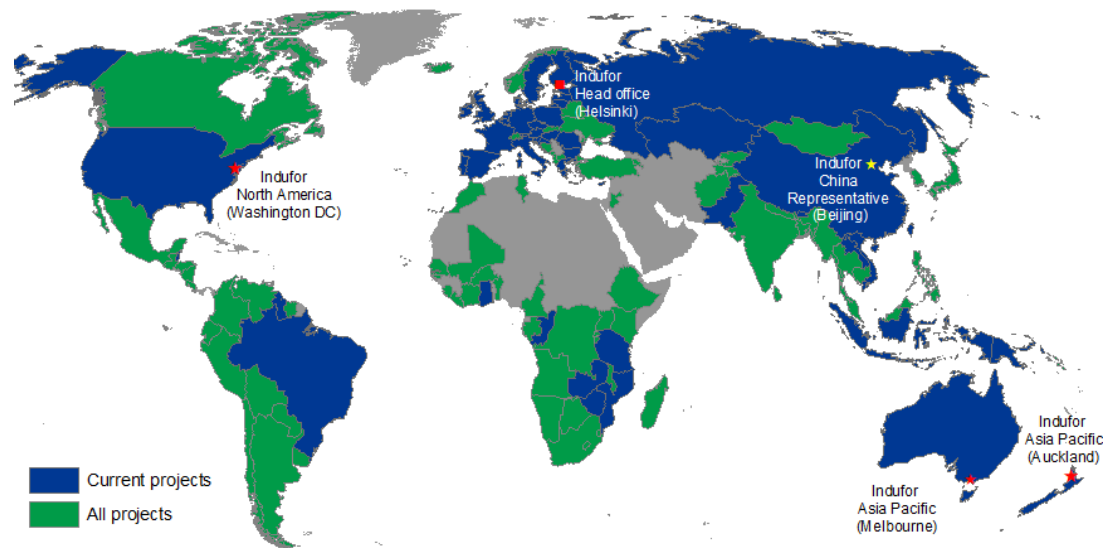 Indufor
Head office
(Helsinki)
Indufor
North America
(Washington DC)
Indufor
China
Representative
(Beijing)
Indufor
Asia Pacific
(Auckland)
Indufor
Asia Pacific
(Melbourne)
Current projects
All projects